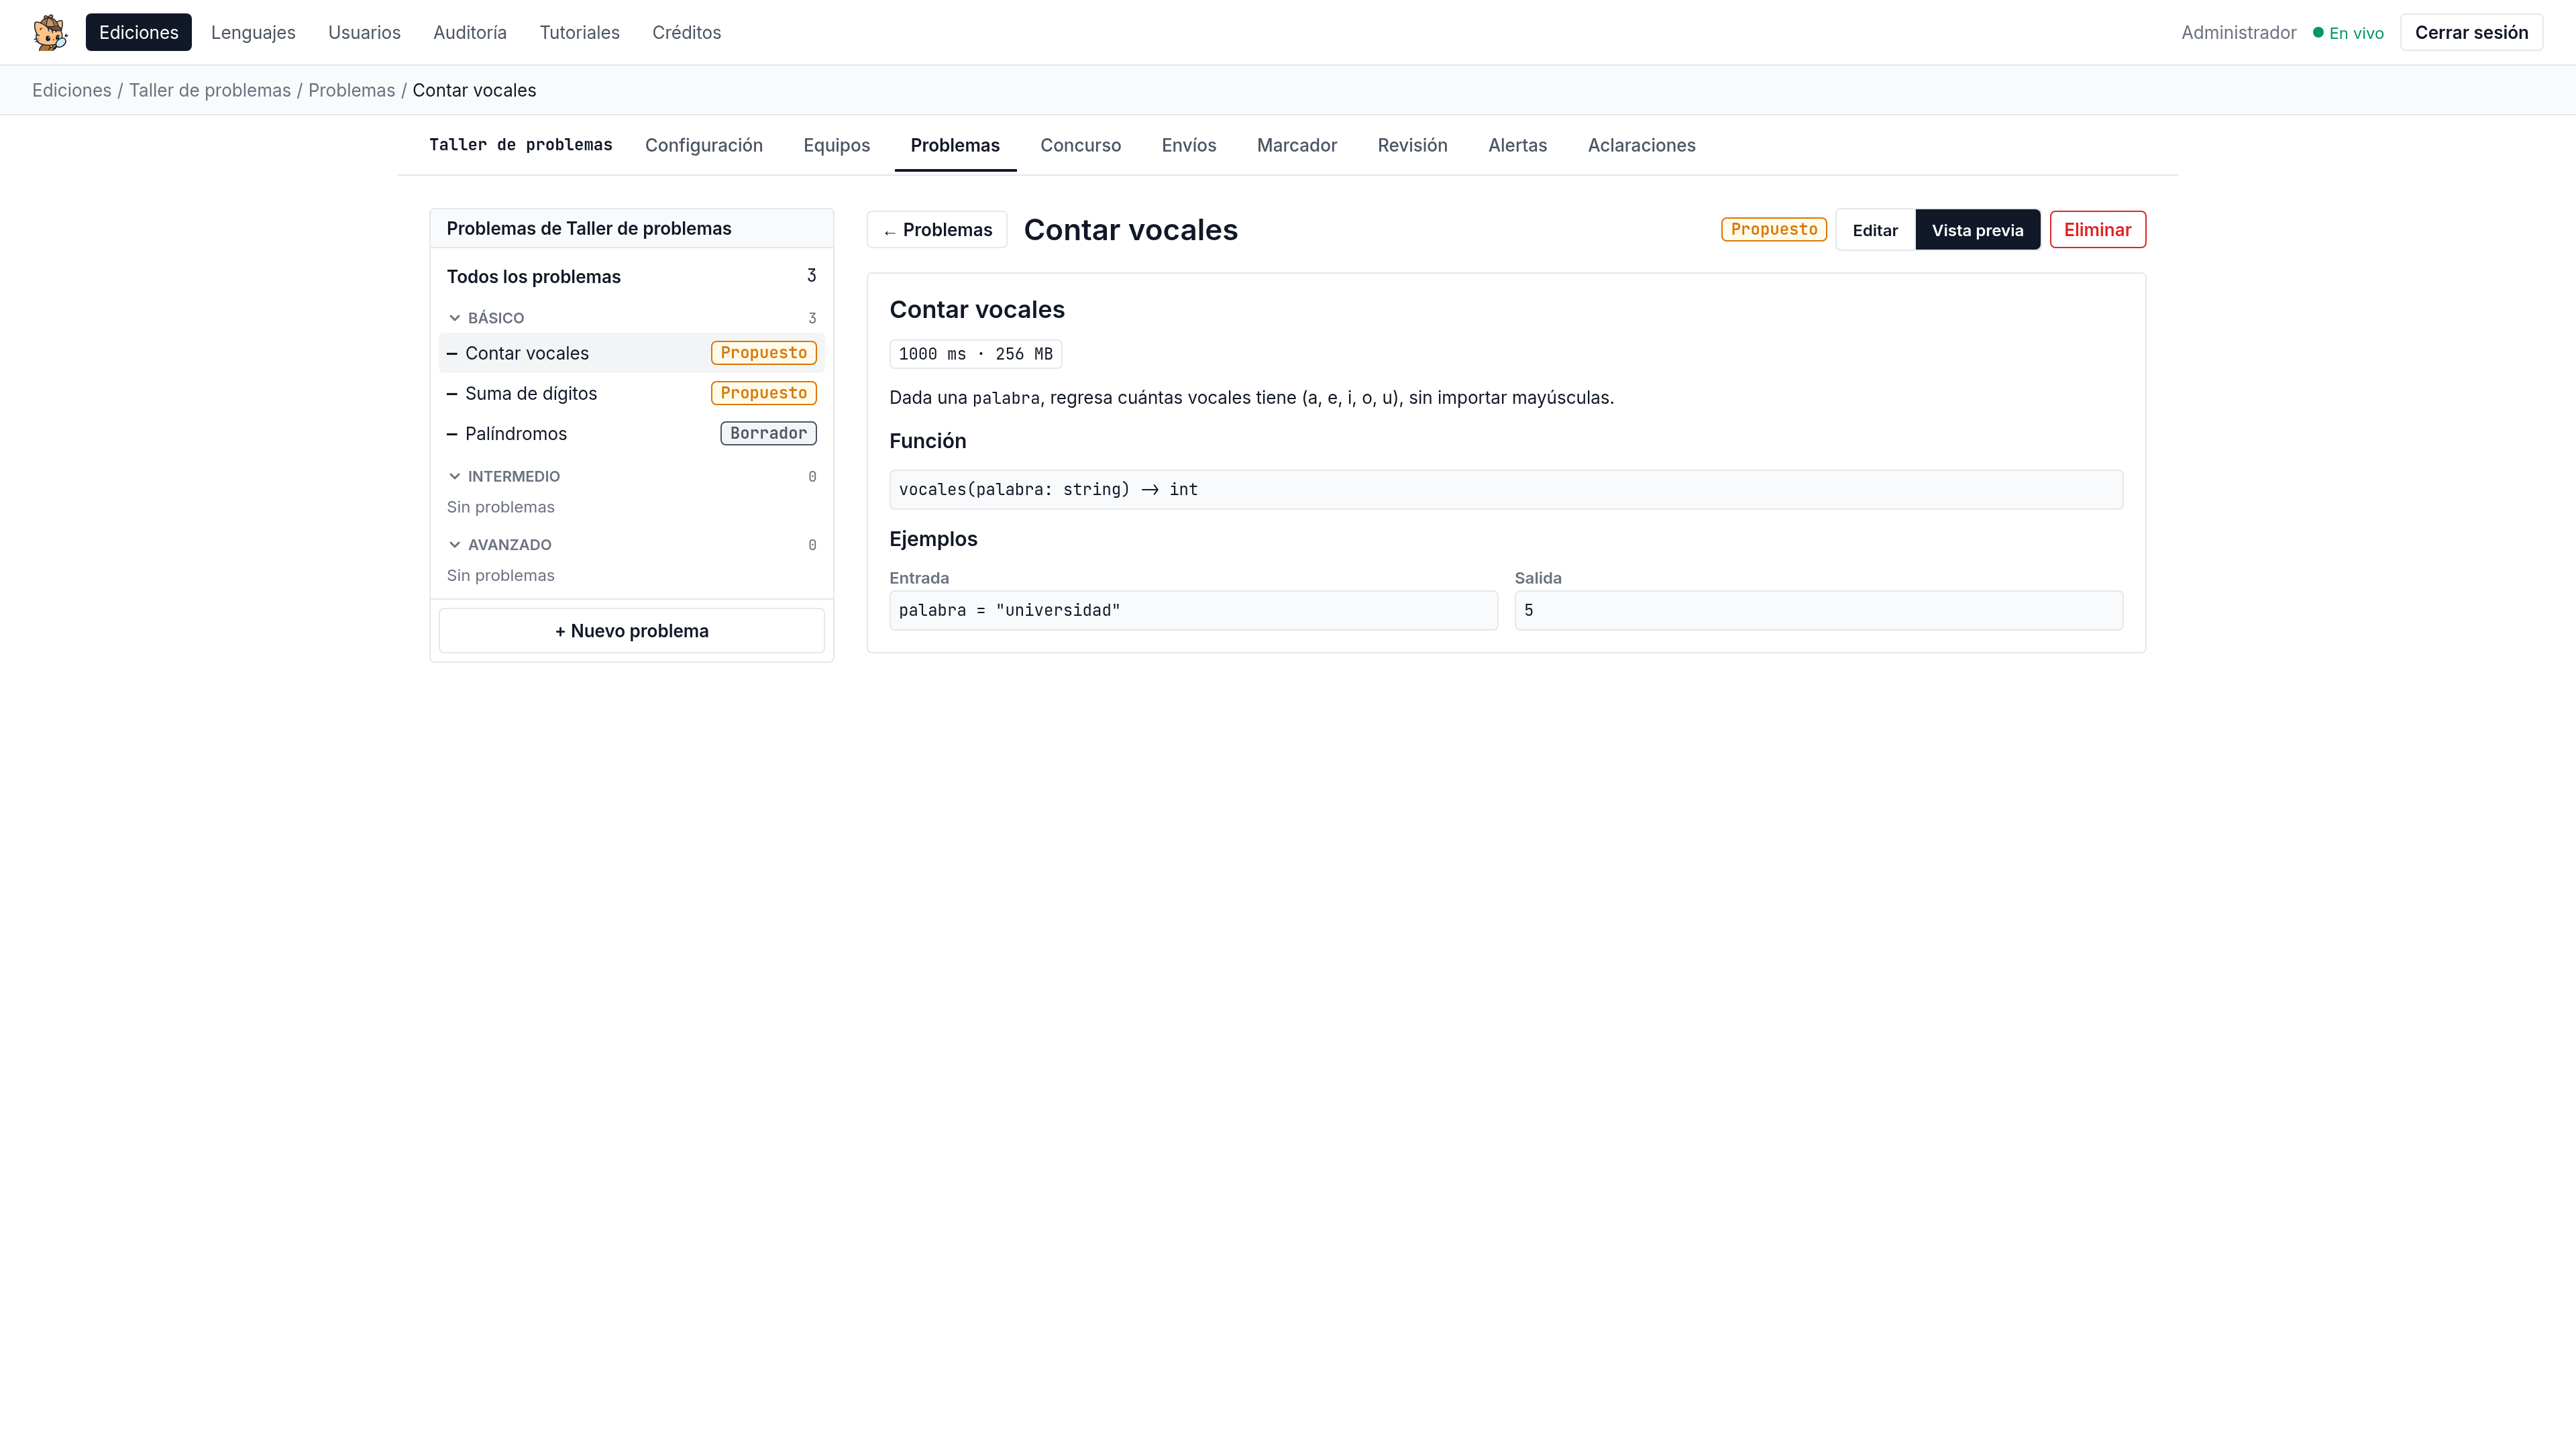 Ediciones Lenguajes Usuarios Auditoría Tutoriales Créditos Administrador En vivo Cerrar sesión
Ediciones / Taller de problemas / Problemas / Contar vocales
Taller de problemas Configuración Equipos Problemas Concurso Envíos Marcador Revisión Alertas Aclaraciones
Problemas de Taller de problemas
Todos los problemas 3
BÁSICO 3
– Contar vocales Propuesto
– Suma de dígitos Propuesto
– Palíndromos Borrador
INTERMEDIO 0
Sin problemas
AVANZADO 0
Sin problemas
+ Nuevo problema
← Problemas Contar vocales Propuesto Editar Vista previa Eliminar
Contar vocales
1000 ms · 256 MB
Dada una palabra, regresa cuántas vocales tiene (a, e, i, o, u), sin importar mayúsculas.
Función
vocales(palabra: string) -> int
Ejemplos
Entrada Salida
palabra = "universidad" 5